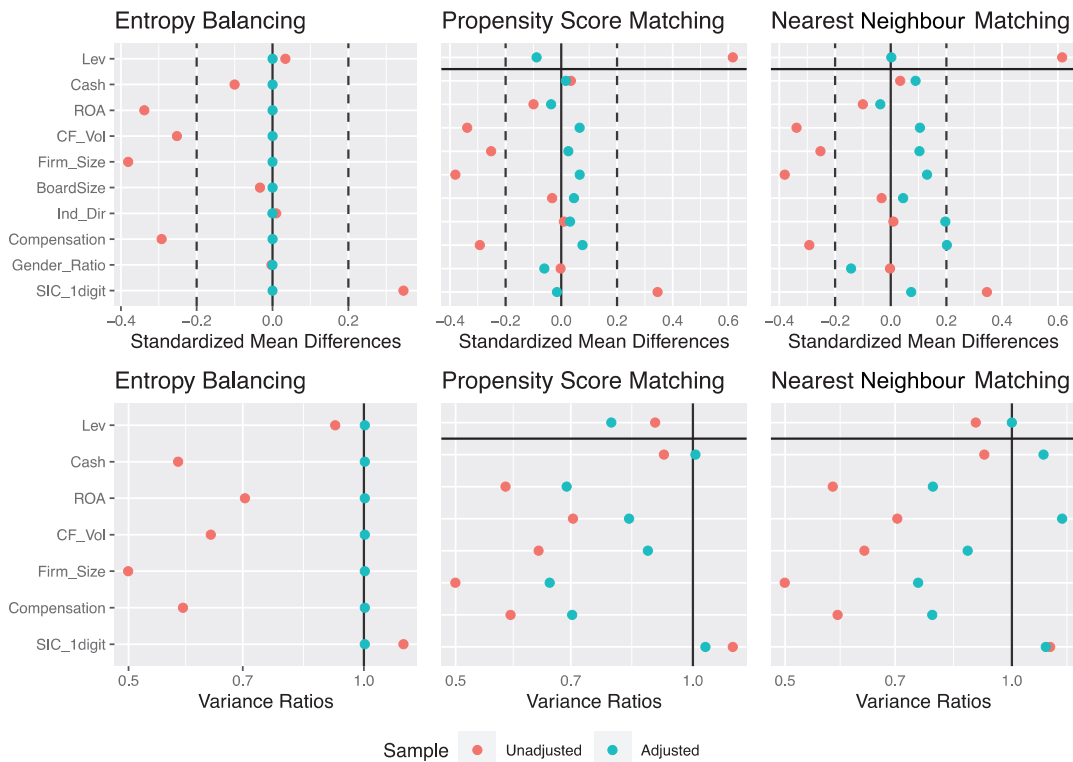 Entropy Balancing Propensity Score Matching Nearest Neighbour Matching
Lev
Cash
ROA
CF_Vol
Firm_Size
BoardSize
Ind_Dir
Compensation
Gender_Ratio
SIC_1digit
−0.4 −0.2 0.0 0.2 −0.4 −0.2 0.0 0.2 0.4 0.6 −0.4 −0.2 0.0 0.2 0.4 0.6
Standardized Mean Differences Standardized Mean Differences Standardized Mean Differences
Entropy Balancing Propensity Score Matching Nearest Neighbour Matching
Lev
Cash
ROA
CF_Vol
Firm_Size
Compensation
SIC_1digit
0.5 0.7 1.0 0.5 0.7 1.0 0.5 0.7 1.0
Variance Ratios Variance Ratios Variance Ratios
Sample Unadjusted Adjusted